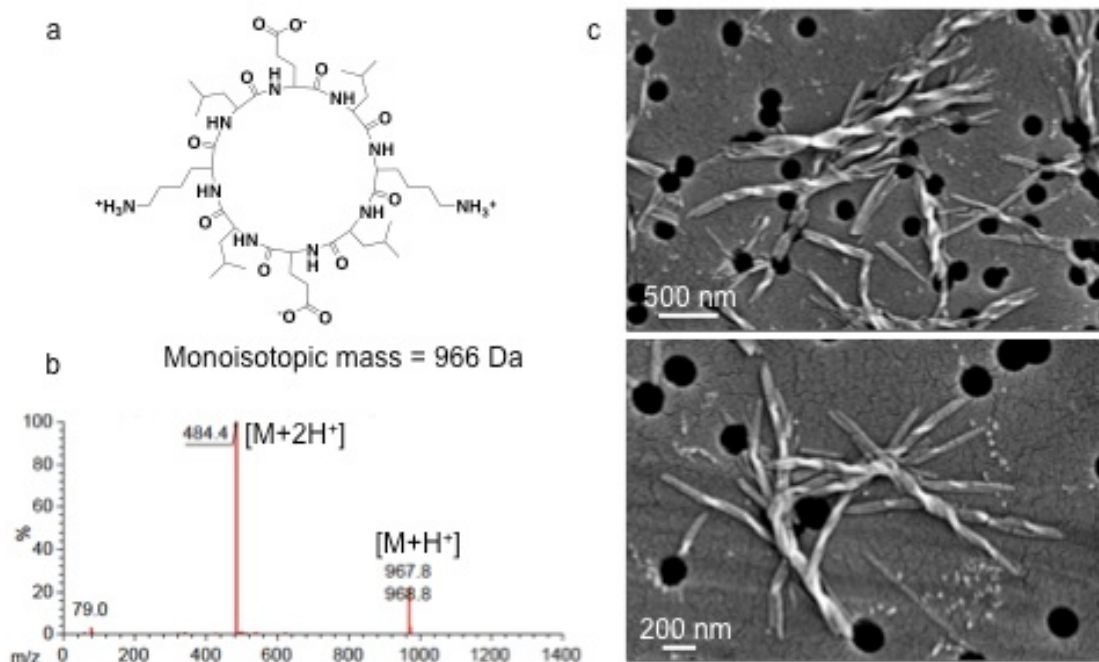 a
O
O⁻
O
H
N
O
O
NH
NH
O
O
NH
HN
⁺H₃N
NH₃⁺
O
O
NH
HN
N
H
O
O
⁻O
O
Monoisotopic mass = 966 Da
b
100
80
60
40
20
0
%
484.4
[M+2H⁺]
[M+H⁺]
967.8
968.8
79.0
0
200
400
600
800
1000
1200
1400
m/z
c
500 nm
200 nm